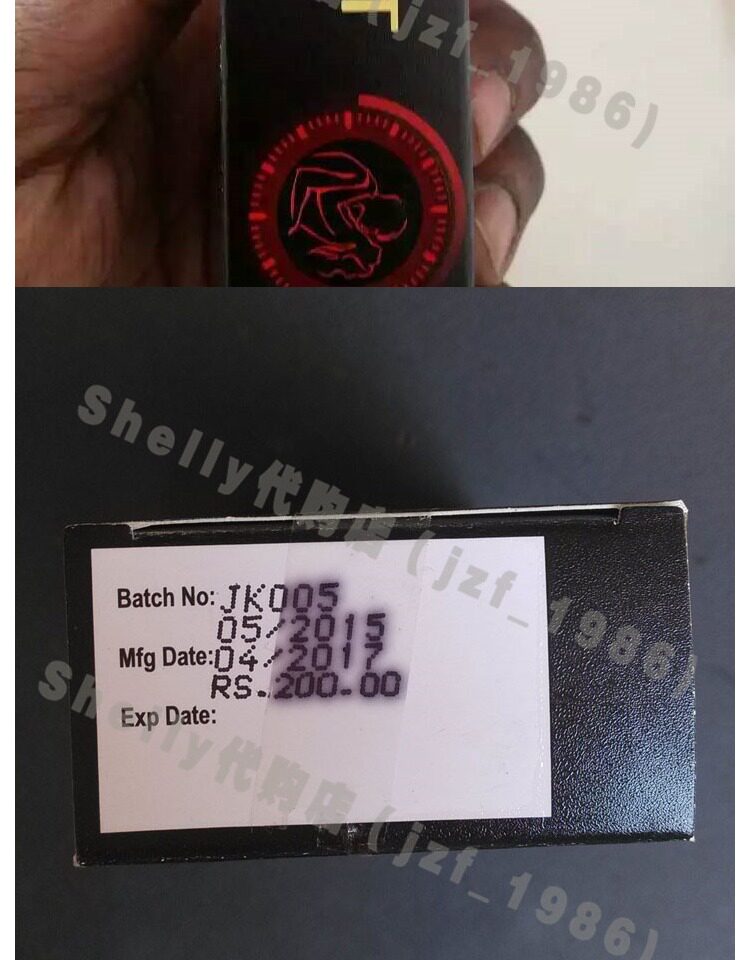 T
(jzf_1986)
Shelly代购店 (jzf_1986)
Batch No: JK005
05/2015
Mfg Date: 04/2017
RS. 200.00
Exp Date:
Shelly代购店 (jzf_1986)